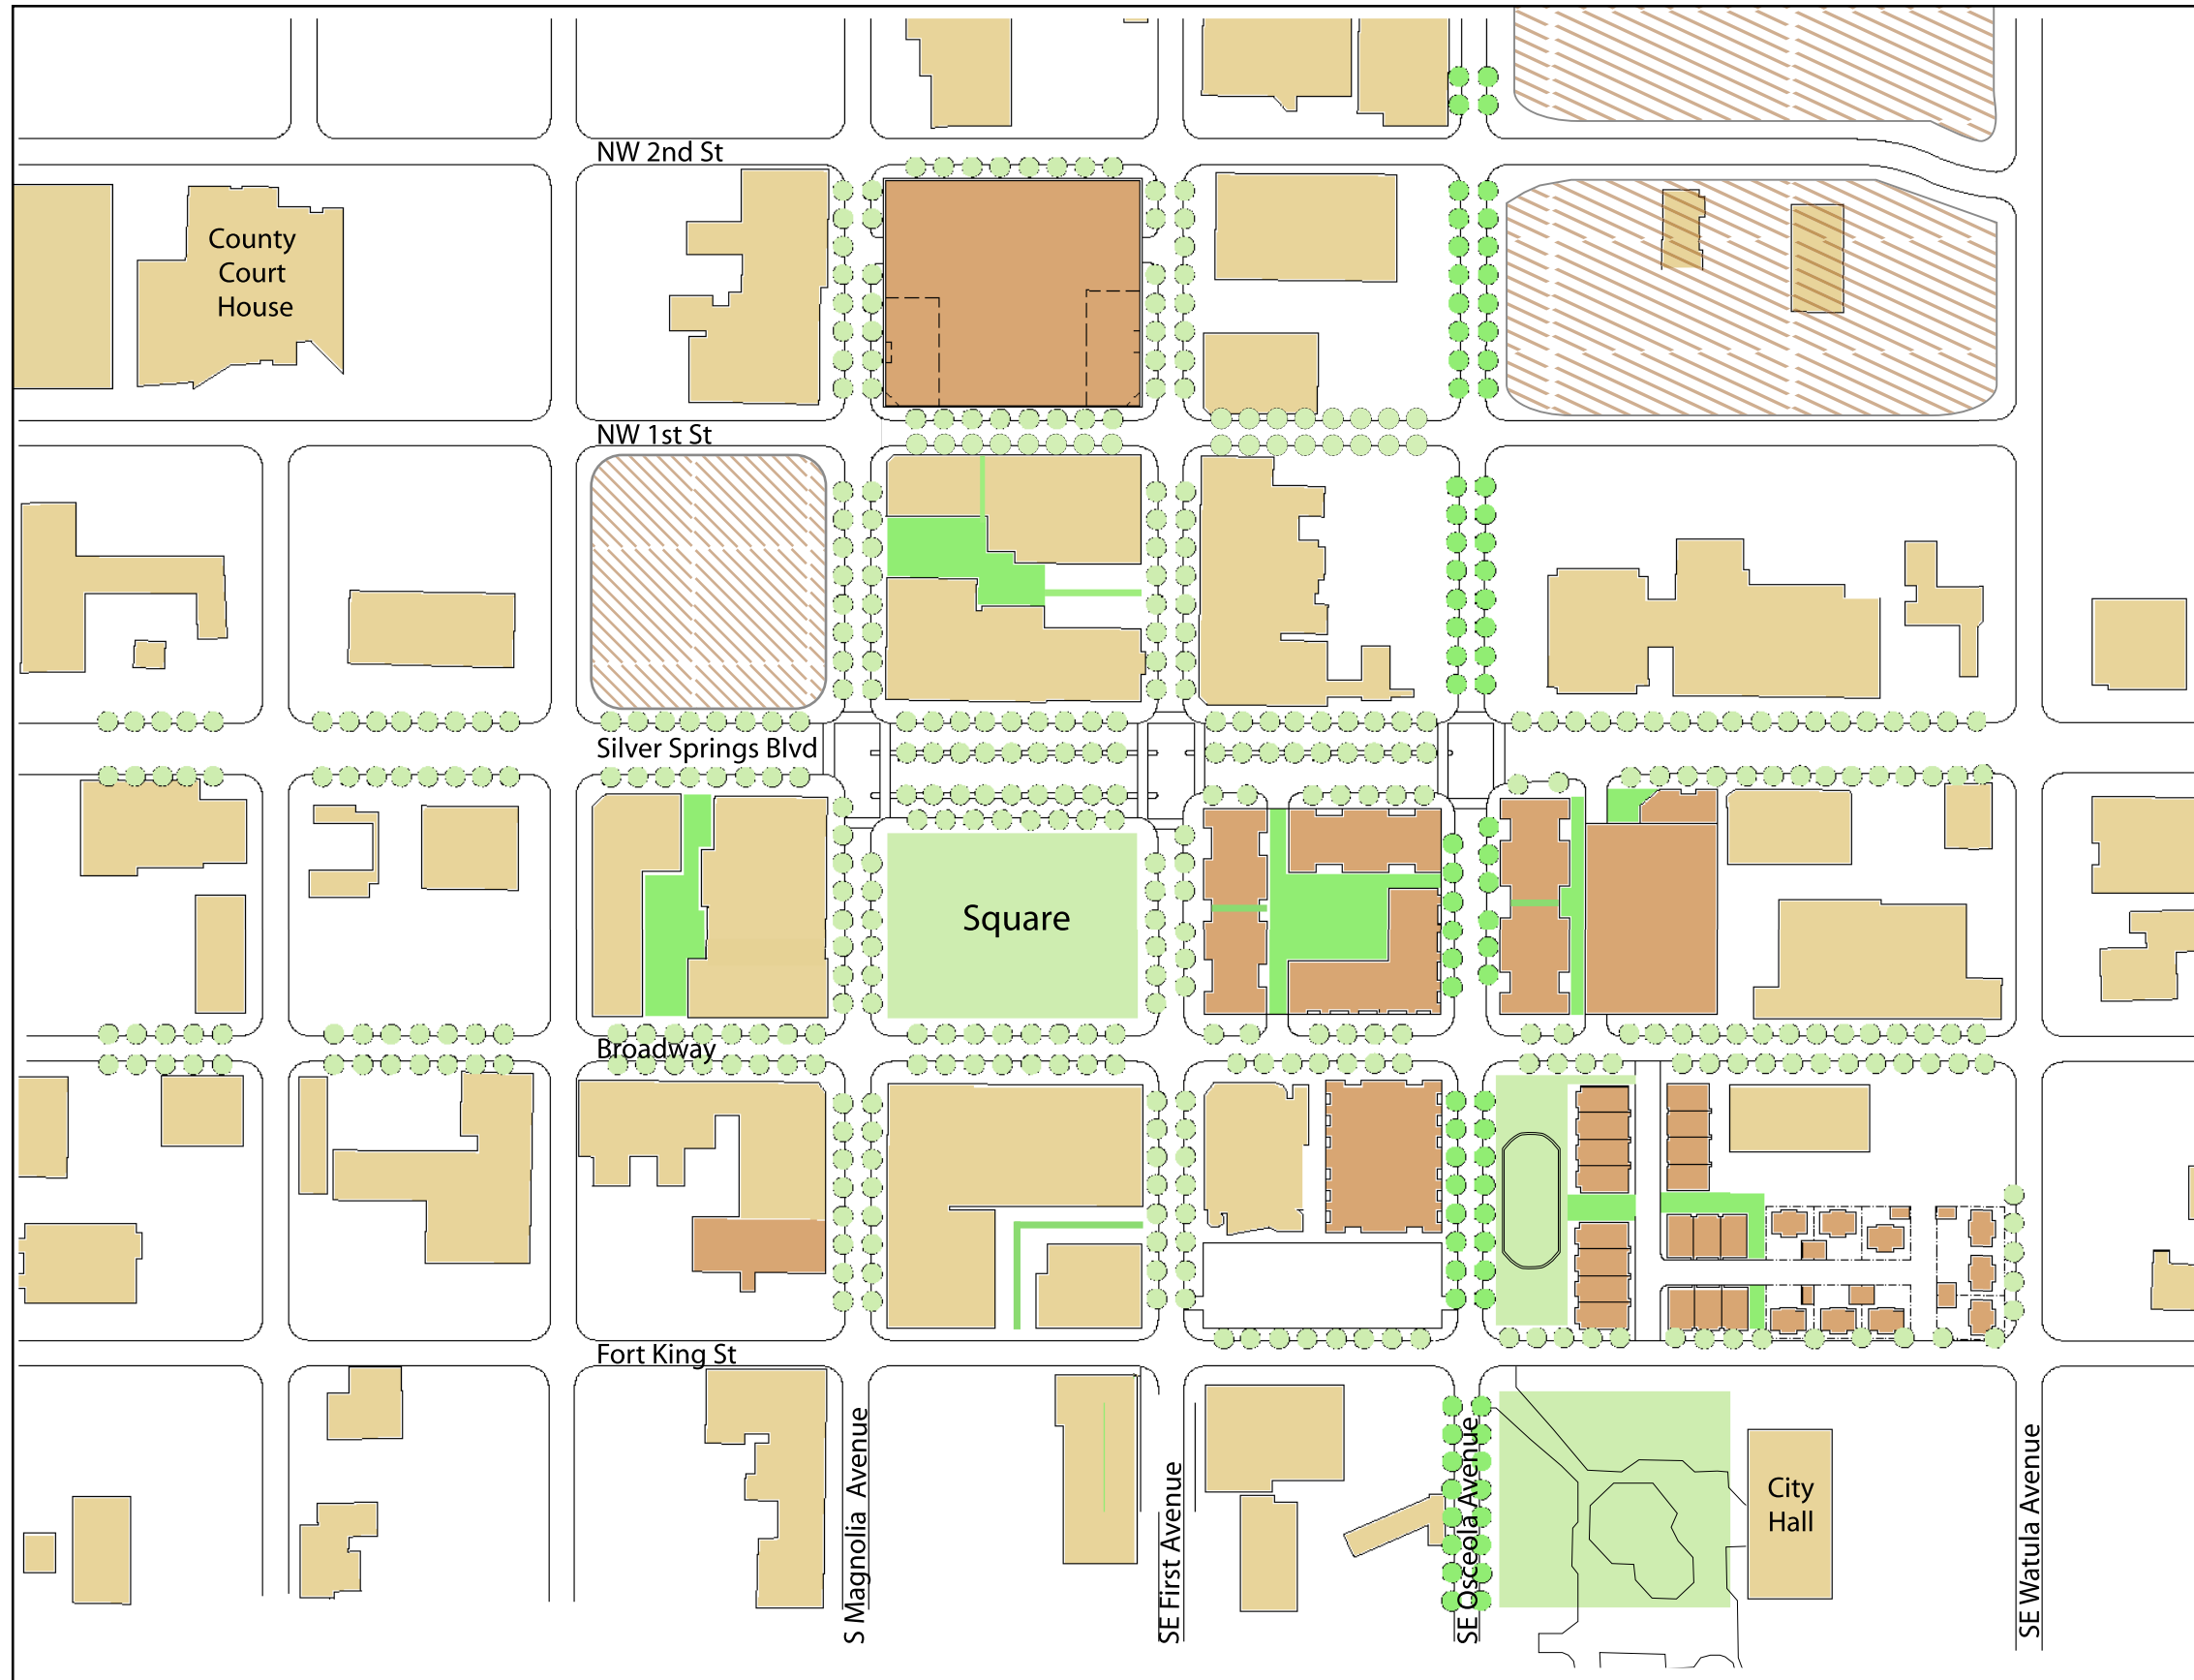 NW 2nd St
County
Court
House
NW 1st St
Silver Springs Blvd
Square
Broadway
Fort King St
S Magnolia Avenue
SE First Avenue
SE Osceola Avenue
City
Hall
SE Watula Avenue